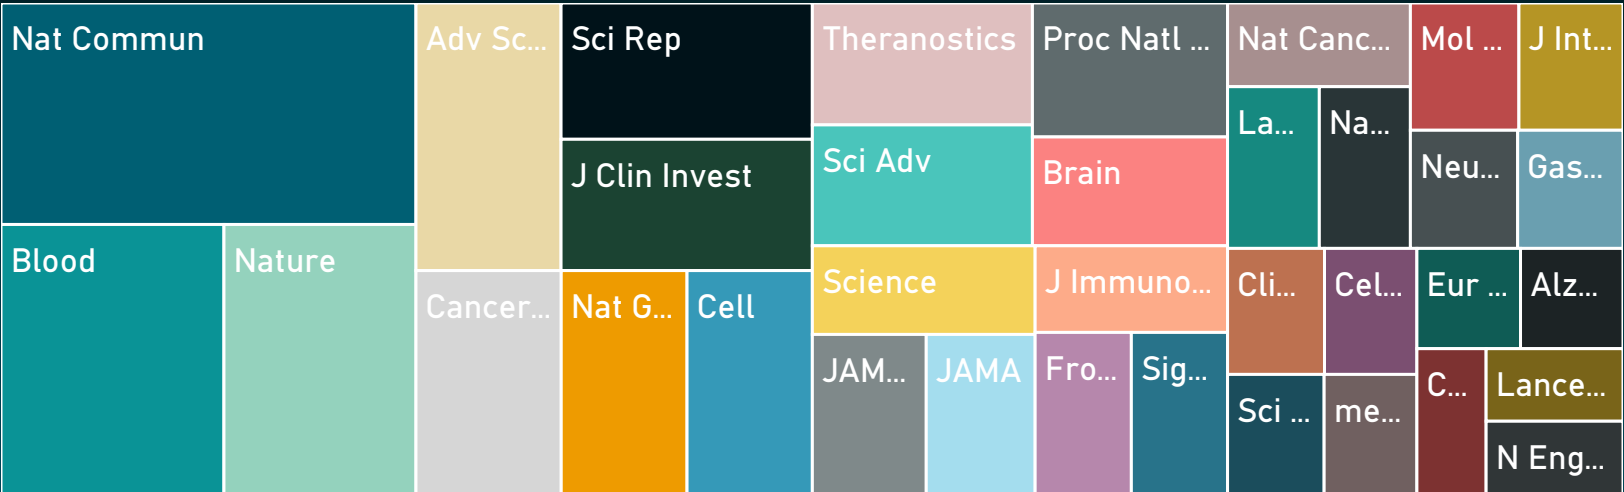 Nat Commun
Blood
Nature
Adv Sc...
Cancer...
Sci Rep
J Clin Invest
Nat G...
Cell
Theranostics
Sci Adv
Science
JAM...
JAMA
Proc Natl ...
Brain
J Immuno...
Fro...
Sig...
Nat Canc...
La...
Na...
Cli...
Cel...
Sci ...
me...
Mol ...
J Int...
Neu...
Gas...
Eur ...
Alz...
C...
Lance...
N Eng...